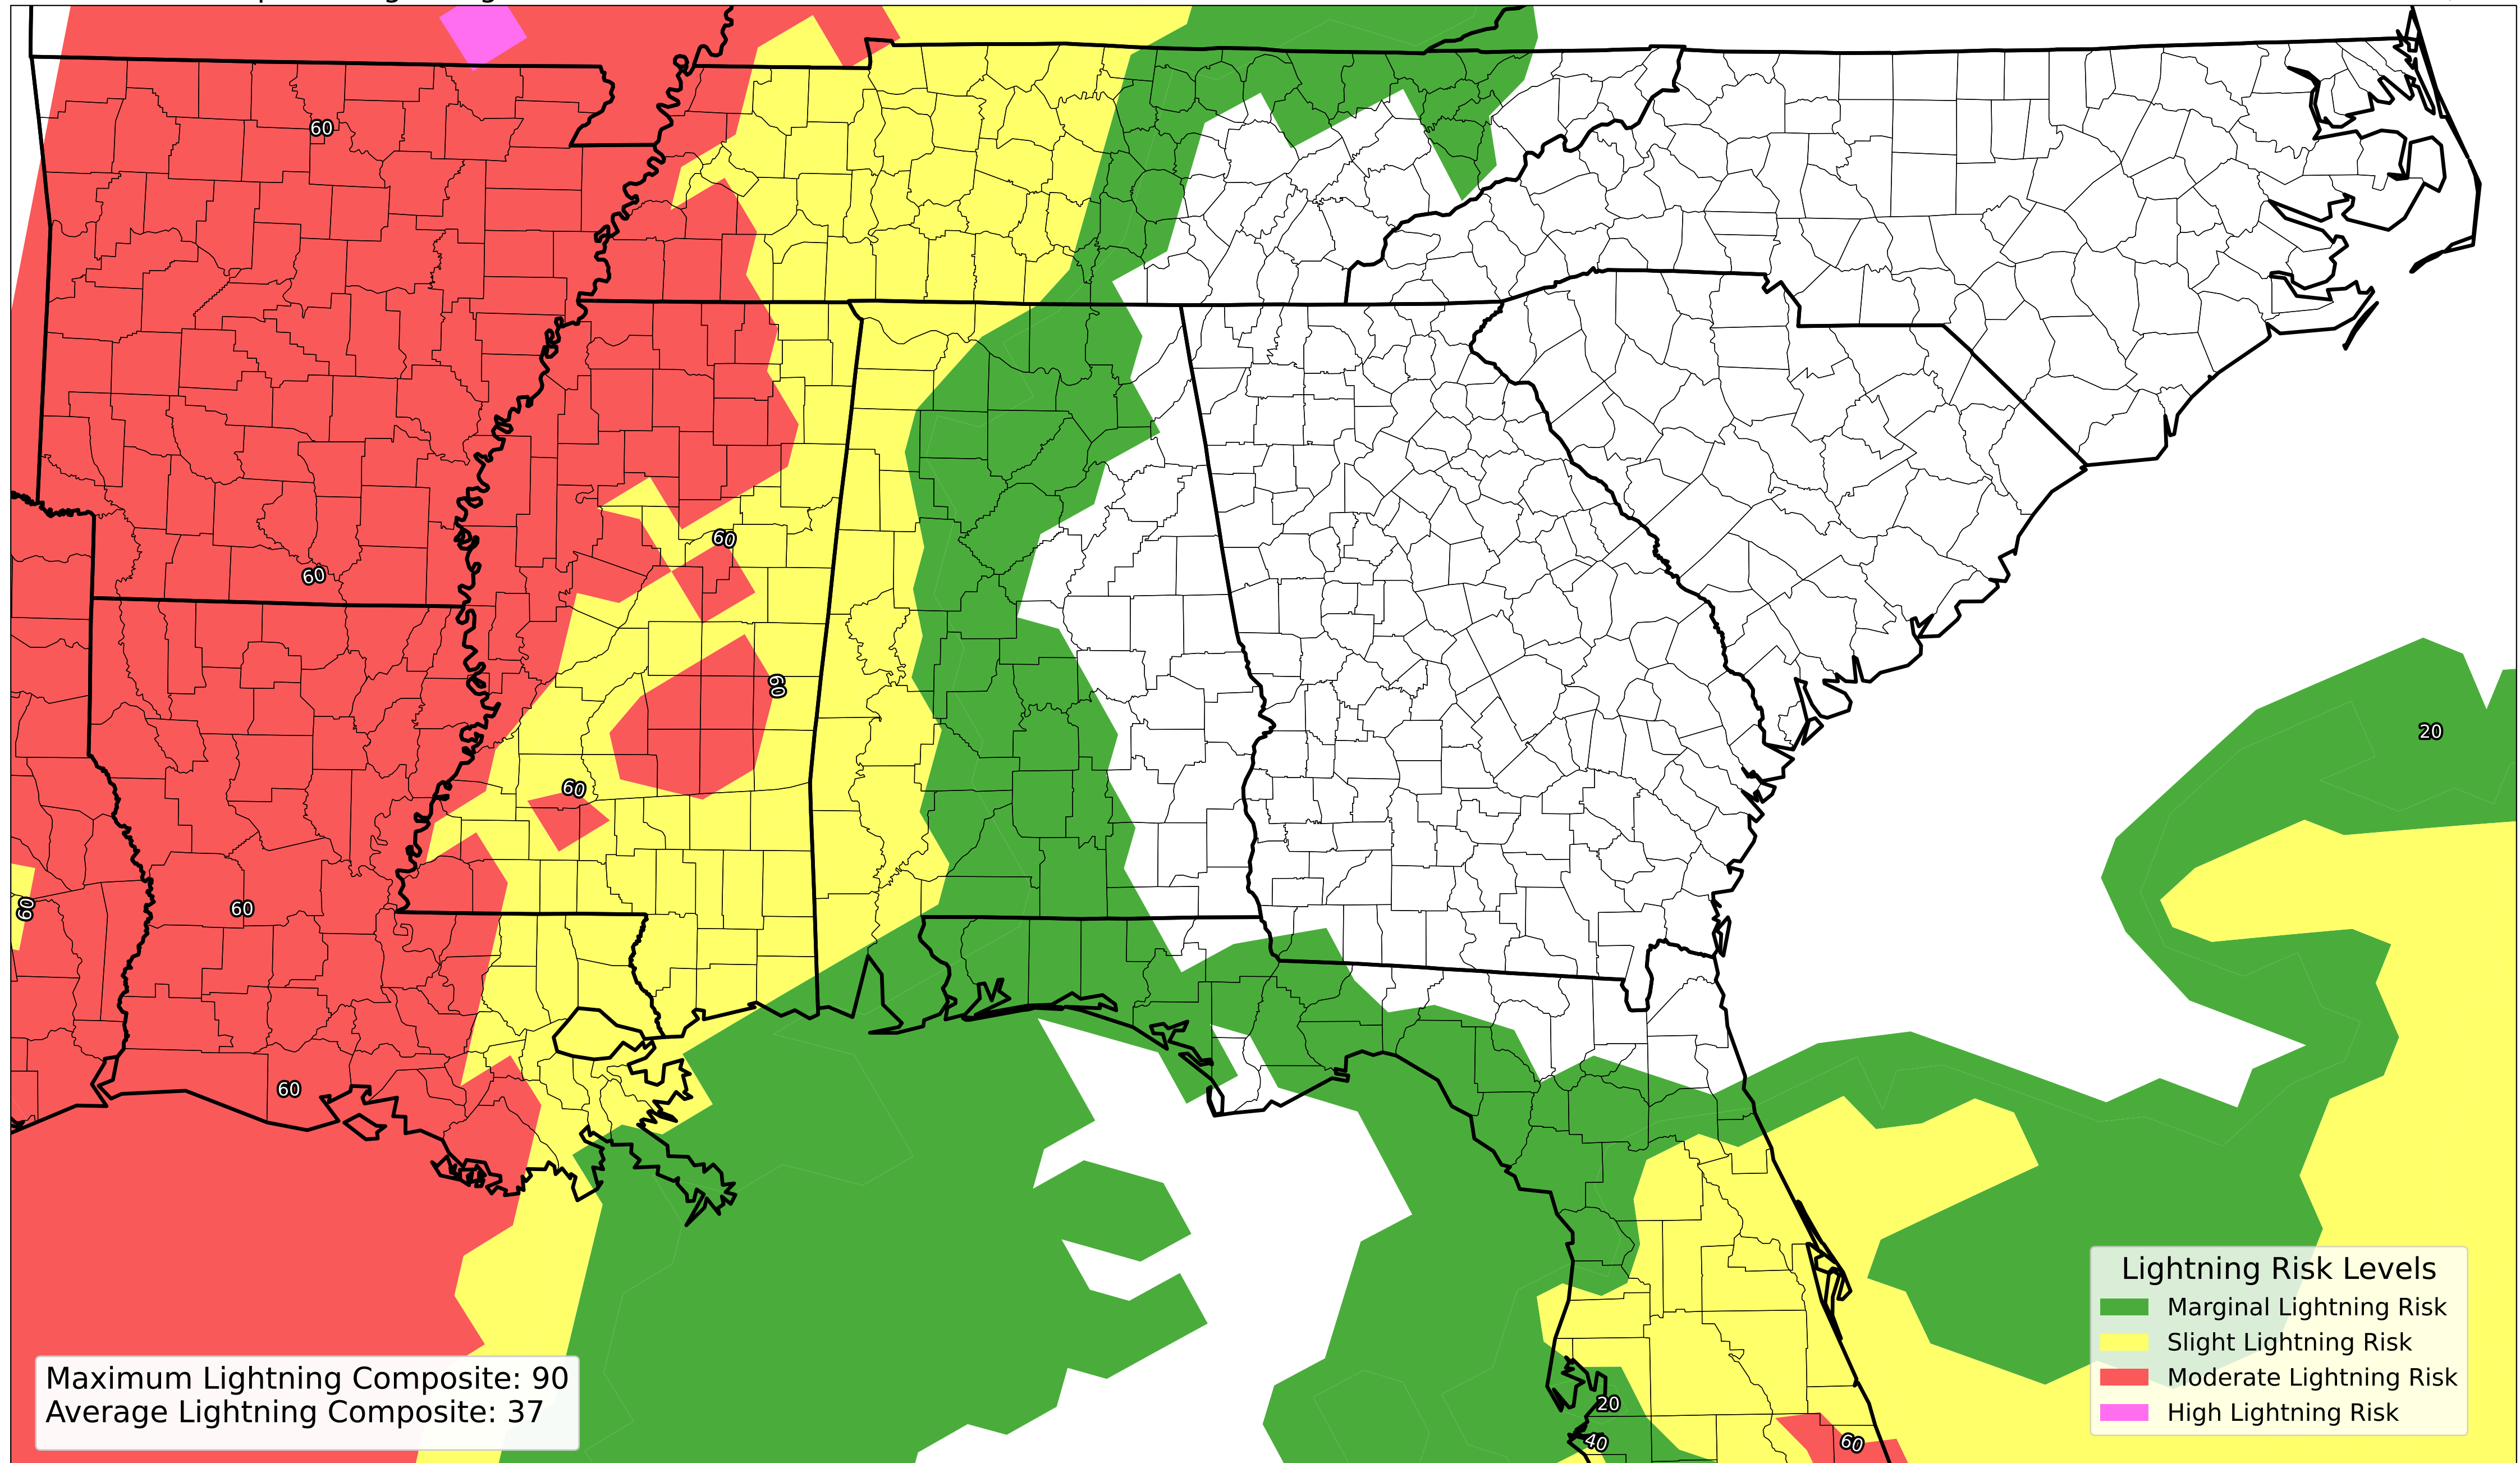 60
60
60
60
60
60
60
60
20
20
40
60
Lightning Risk Levels
Marginal Lightning Risk
Slight Lightning Risk
Moderate Lightning Risk
High Lightning Risk
Maximum Lightning Composite: 90
Average Lightning Composite: 37